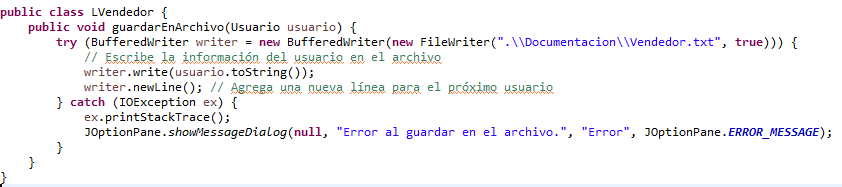 public class LVendedor {
    public void guardarEnArchivo(Usuario usuario) {
        try (BufferedWriter writer = new BufferedWriter(new FileWriter(".\\Documentacion\\Vendedor.txt", true))) {
            // Escribe la información del usuario en el archivo
            writer.write(usuario.toString());
            writer.newLine(); // Agrega una nueva línea para el próximo usuario
        } catch (IOException ex) {
            ex.printStackTrace();
            JOptionPane.showMessageDialog(null, "Error al guardar en el archivo.", "Error", JOptionPane.ERROR_MESSAGE);
        }
    }
}